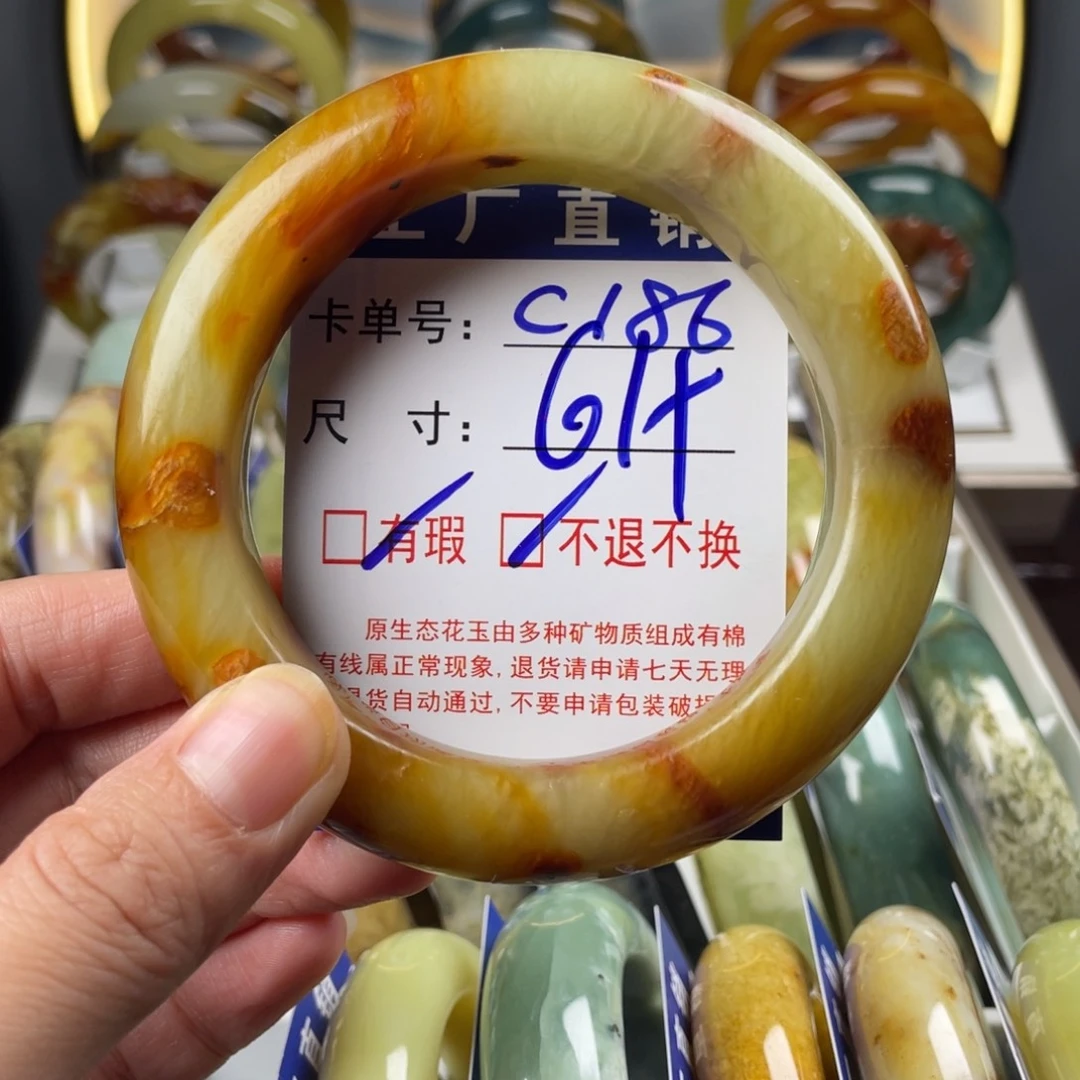 工厂直销
卡单号: C186
尺 寸: 61什
有瑕 不退不换
原生态花玉由多种矿物质组成有棉
有线属正常现象, 退货请申请七天无理
退货自动通过, 不要申请包装破损